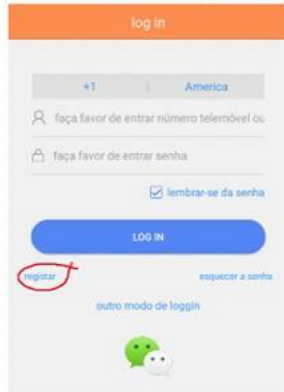 log in
+1 America
faça favor de entrar número telemóvel ou
faça favor de entrar senha
lembrar-se da senha
LOG IN
registar esquecer a senha
outro modo de loggin